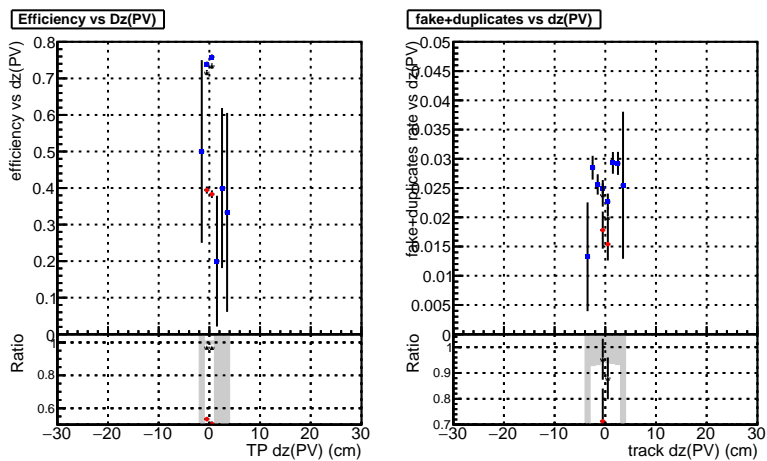 Efficiency vs Dz(PV)
efficiency vs dz(PV)
0.8
0.7
0.6
0.5
0.4
0.3
0.2
0.1
0
Ratio
1
0.8
0.6
−30 −20 −10 0 10 20 30
TP dz(PV) (cm)
fake+duplicates vs dz(PV)
fake+duplicates rate vs dz(PV)
0.05
0.045
0.04
0.035
0.03
0.025
0.02
0.015
0.01
0.005
0
Ratio
1
0.9
0.8
0.7
−30 −20 −10 0 10 20 30
track dz(PV) (cm)